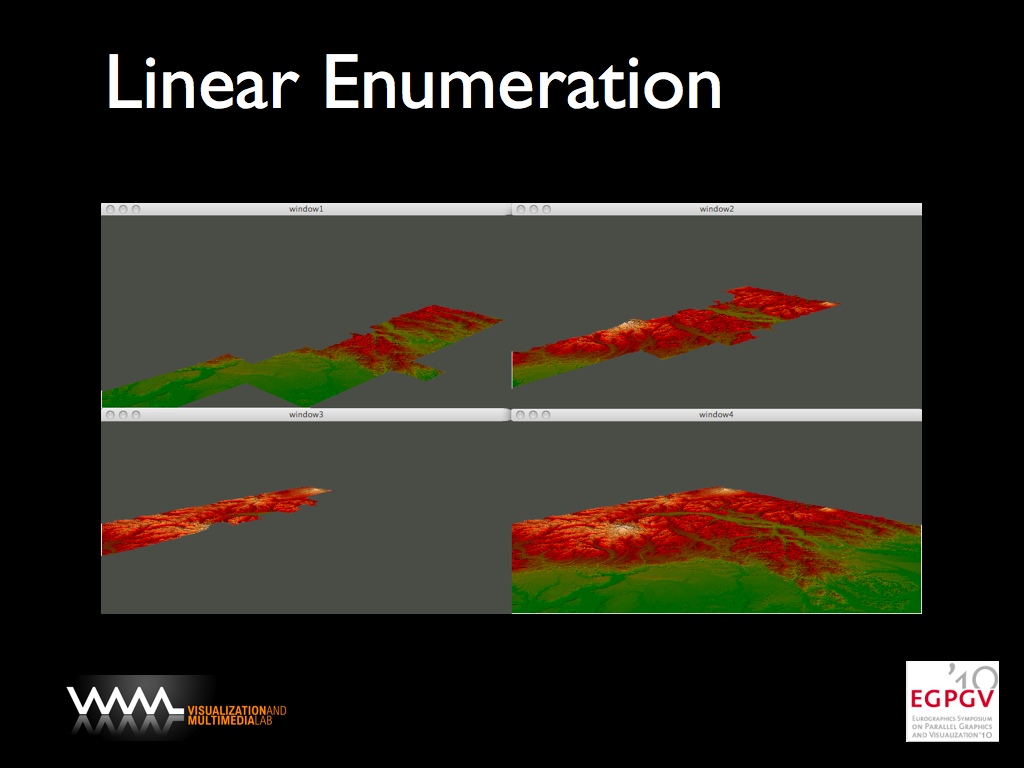 Linear Enumeration
window1
window2
window3
window4
VISUALIZATIONAND
MULTIMEDIALAB
'10
EGPGV
EUROGRAPHICS SYMPOSIUM
ON PARALLEL GRAPHICS
AND VISUALIZATION'10